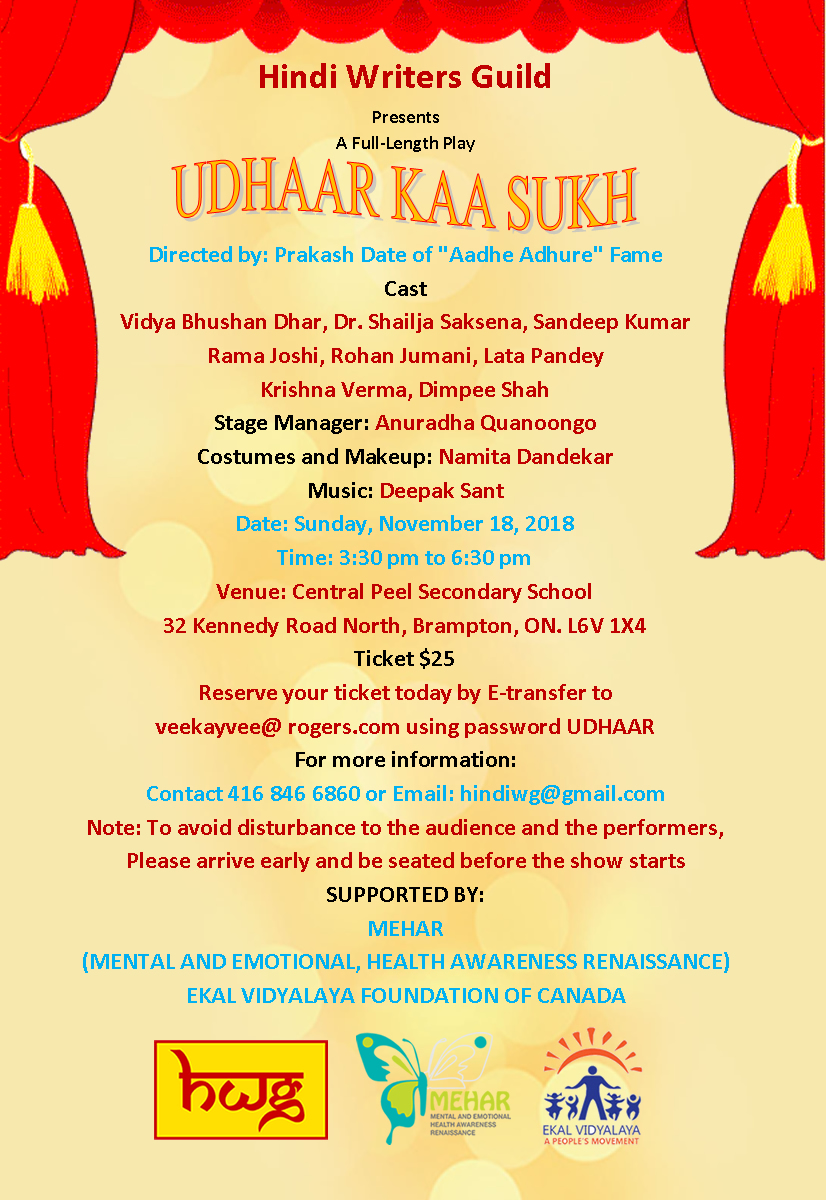 Hindi Writers Guild
Presents
A Full-Length Play
UDHAAR KAA SUKH
Directed by: Prakash Date of "Aadhe Adhure" Fame
Cast
Vidya Bhushan Dhar, Dr. Shailja Saksena, Sandeep Kumar
Rama Joshi, Rohan Jumani, Lata Pandey
Krishna Verma, Dimpee Shah
Stage Manager: Anuradha Quanoongo
Costumes and Makeup: Namita Dandekar
Music: Deepak Sant
Date: Sunday, November 18, 2018
Time: 3:30 pm to 6:30 pm
Venue: Central Peel Secondary School
32 Kennedy Road North, Brampton, ON. L6V 1X4
Ticket $25
Reserve your ticket today by E-transfer to
veekayvee@ rogers.com using password UDHAAR
For more information:
Contact 416 846 6860 or Email: hindiwg@gmail.com
Note: To avoid disturbance to the audience and the performers,
Please arrive early and be seated before the show starts
SUPPORTED BY:
MEHAR
(MENTAL AND EMOTIONAL, HEALTH AWARENESS RENAISSANCE)
EKAL VIDYALAYA FOUNDATION OF CANADA
hwg
MEHAR
MENTAL AND EMOTIONAL
HEALTH AWARENESS
RENAISSANCE
EKAL VIDYALAYA
A PEOPLE'S MOVEMENT